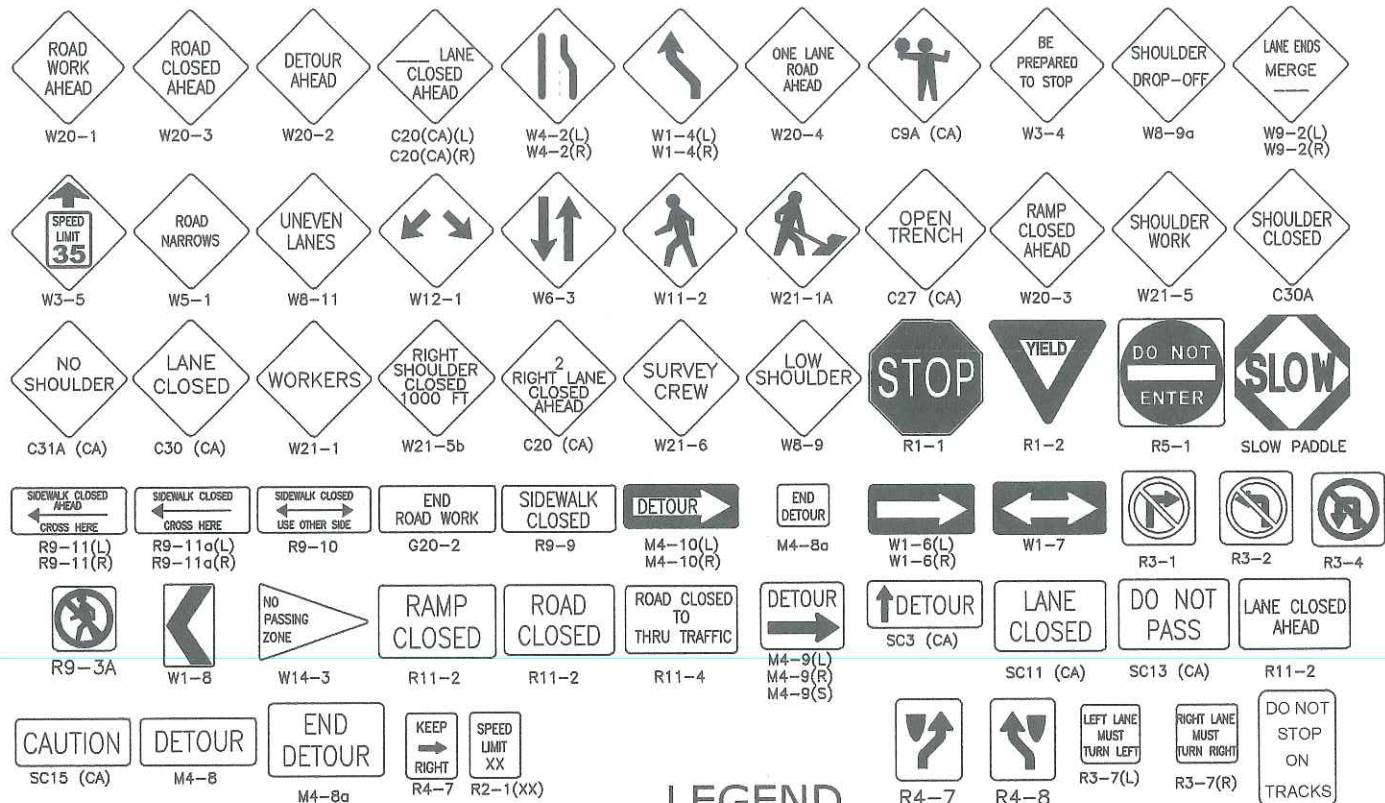 ROAD
WORK
AHEAD
W20-1
ROAD
CLOSED
AHEAD
W20-3
DETOUR
AHEAD
W20-2
___ LANE
CLOSED
AHEAD
C20(CA)(L)
C20(CA)(R)
W4-2(L)
W4-2(R)
W1-4(L)
W1-4(R)
ONE LANE
ROAD
AHEAD
W20-4
C9A (CA)
BE
PREPARED
TO STOP
W3-4
SHOULDER
DROP-OFF
W8-9a
LANE ENDS
MERGE
___
W9-2(L)
W9-2(R)
SPEED
LIMIT
35
W3-5
ROAD
NARROWS
W5-1
UNEVEN
LANES
W8-11
W12-1
W6-3
W11-2
W21-1A
OPEN
TRENCH
C27 (CA)
RAMP
CLOSED
AHEAD
W20-3
SHOULDER
WORK
W21-5
SHOULDER
CLOSED
C30A
NO
SHOULDER
C31A (CA)
LANE
CLOSED
C30 (CA)
WORKERS
W21-1
RIGHT
SHOULDER
CLOSED
1000 FT
W21-5b
2
RIGHT LANE
CLOSED
AHEAD
C20 (CA)
SURVEY
CREW
W21-6
LOW
SHOULDER
W8-9
STOP
R1-1
YIELD
R1-2
DO NOT
ENTER
R5-1
SLOW
SLOW PADDLE
SIDEWALK CLOSED
AHEAD
CROSS HERE
R9-11(L)
R9-11(R)
SIDEWALK CLOSED
CROSS HERE
R9-11a(L)
R9-11a(R)
SIDEWALK CLOSED
USE OTHER SIDE
R9-10
END
ROAD WORK
G20-2
SIDEWALK
CLOSED
R9-9
DETOUR
M4-10(L)
M4-10(R)
END
DETOUR
M4-8a
W1-6(L)
W1-6(R)
W1-7
R3-1
R3-2
R3-4
R9-3A
W1-8
NO
PASSING
ZONE
W14-3
RAMP
CLOSED
R11-2
ROAD
CLOSED
R11-2
ROAD CLOSED
TO
THRU TRAFFIC
R11-4
DETOUR
M4-9(L)
M4-9(R)
M4-9(S)
DETOUR
SC3 (CA)
LANE
CLOSED
SC11 (CA)
DO NOT
PASS
SC13 (CA)
LANE CLOSED
AHEAD
R11-2
CAUTION
SC15 (CA)
DETOUR
M4-8
END
DETOUR
M4-8a
KEEP
RIGHT
R4-7
SPEED
LIMIT
XX
R2-1(XX)
LEGEND
R4-7
R4-8
LEFT LANE
MUST
TURN LEFT
R3-7(L)
RIGHT LANE
MUST
TURN RIGHT
R3-7(R)
DO NOT
STOP
ON
TRACKS